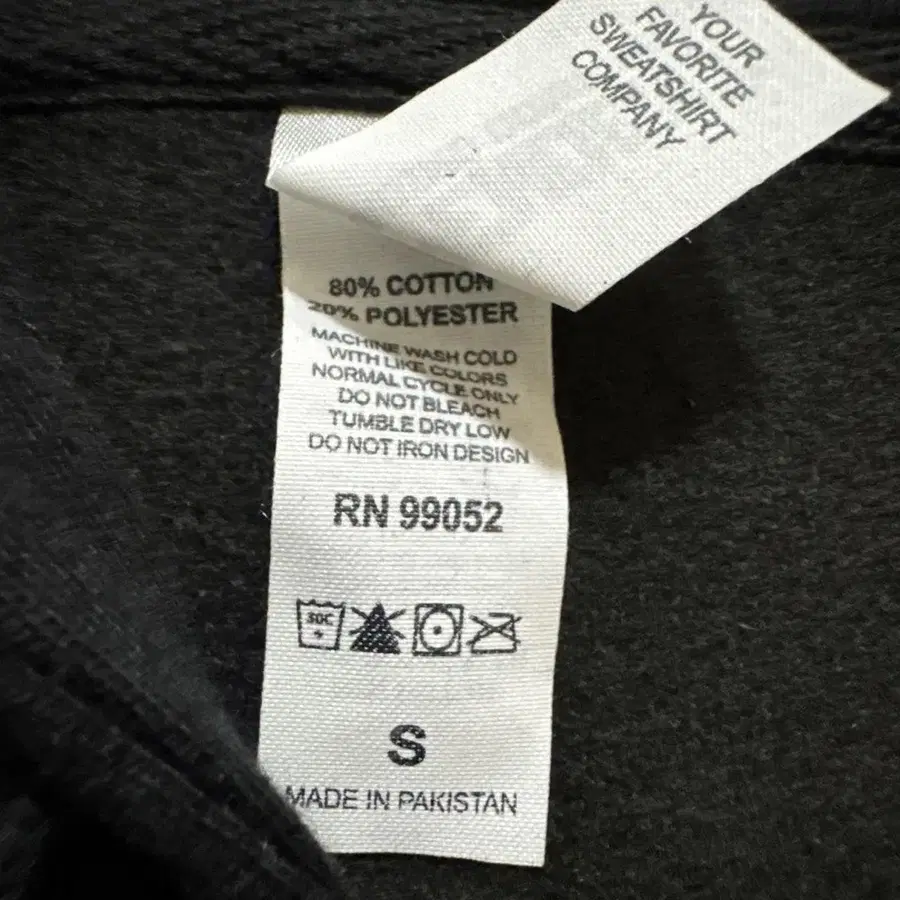 YOUR
FAVORITE
SWEATSHIRT
COMPANY
80% COTTON
20% POLYESTER
MACHINE WASH COLD
WITH LIKE COLORS
NORMAL CYCLE ONLY
DO NOT BLEACH
TUMBLE DRY LOW
DO NOT IRON DESIGN
RN 99052
30C
S
MADE IN PAKISTAN